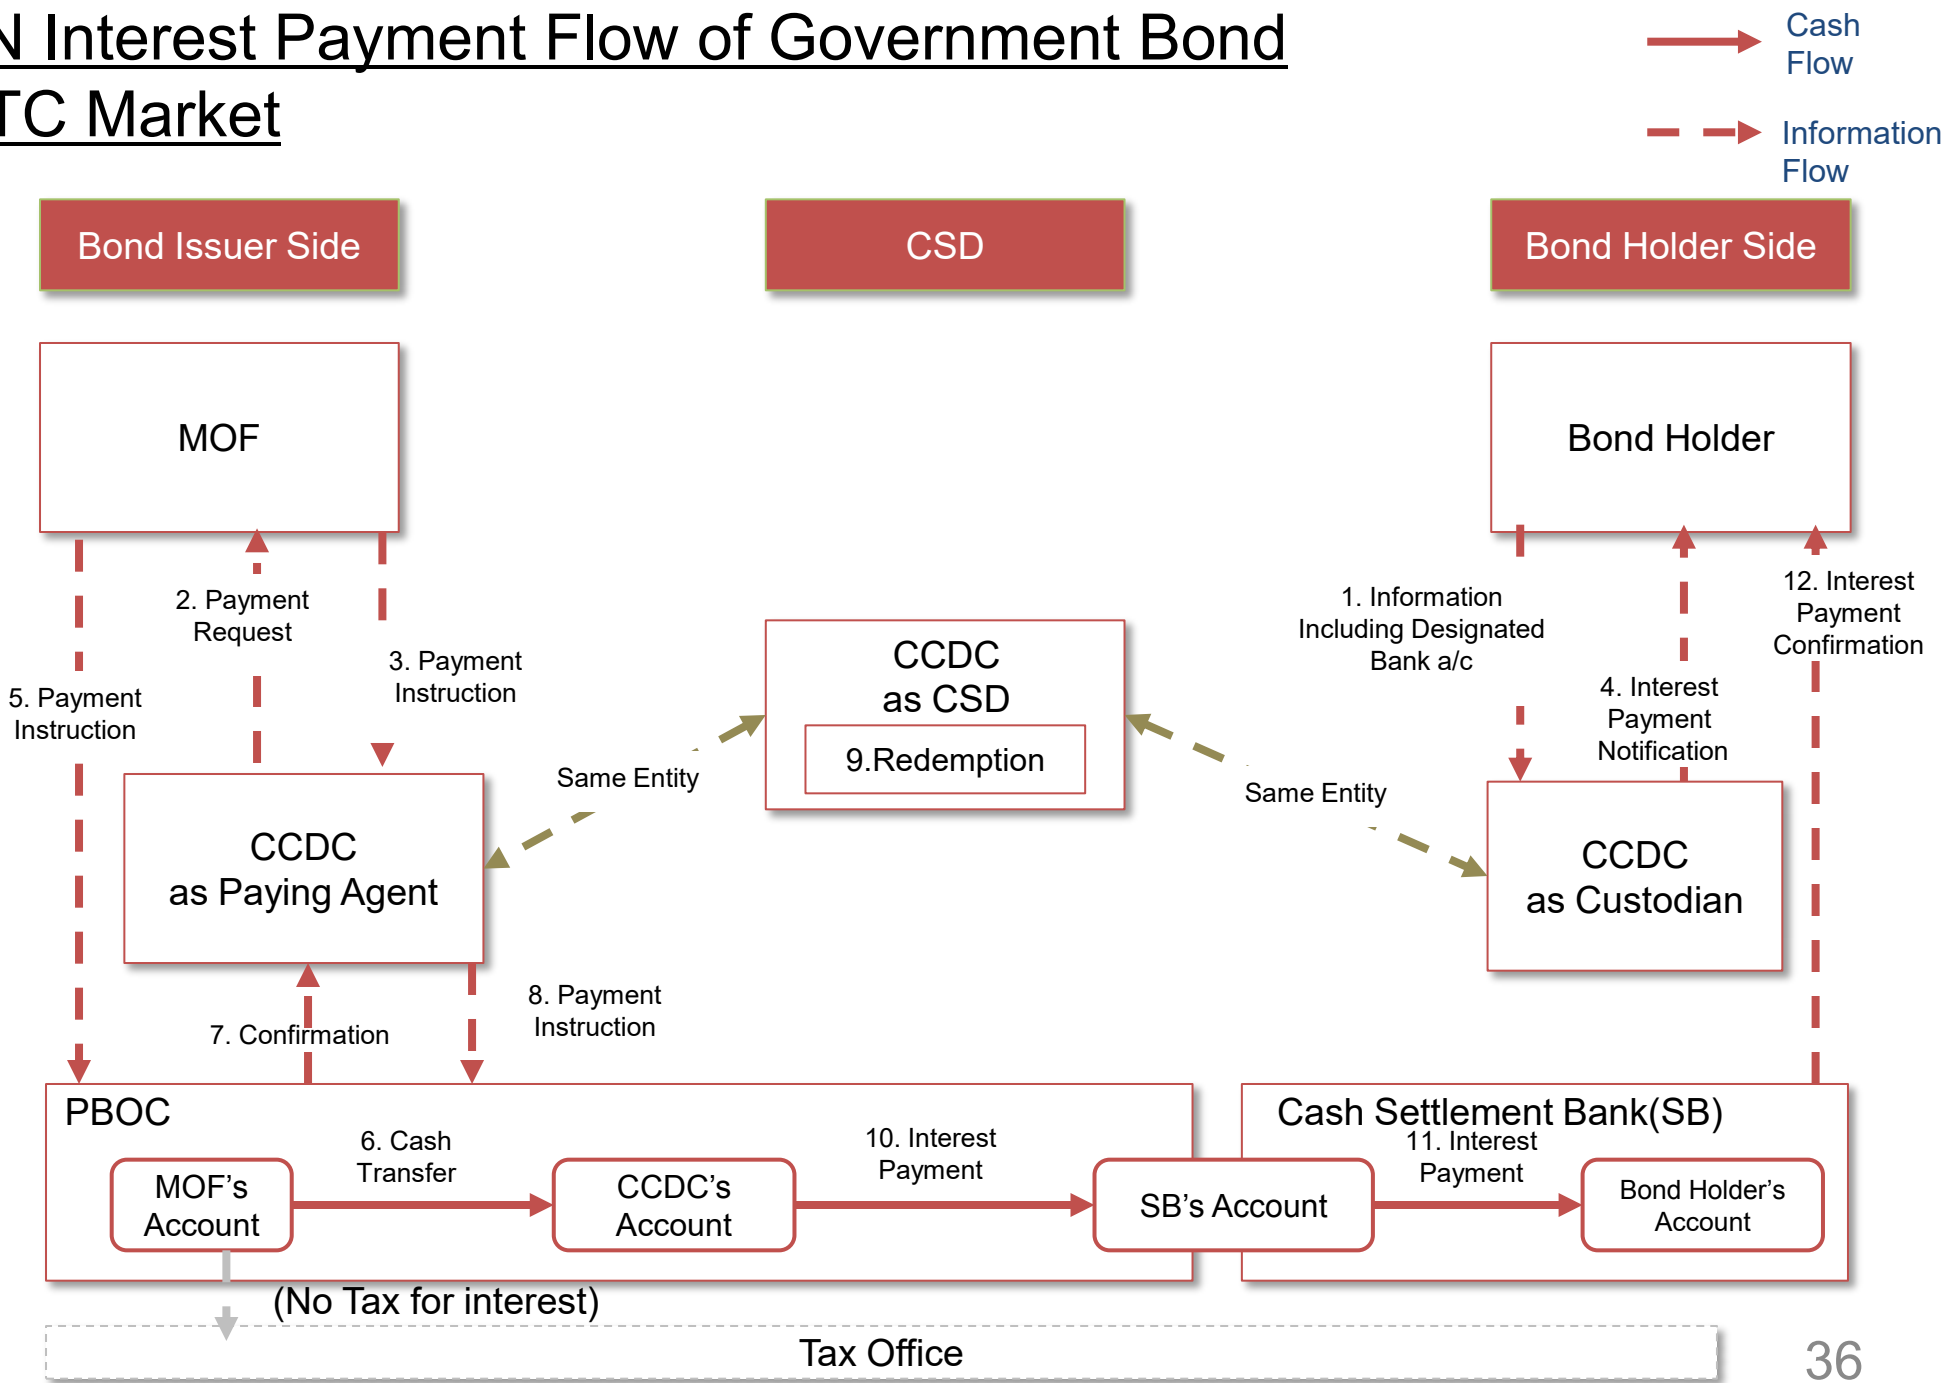 N Interest Payment Flow of Government Bond
TC Market
Cash
Flow
Information
Flow
Bond Issuer Side
CSD
Bond Holder Side
MOF
Bond Holder
2. Payment
Request
3. Payment
Instruction
5. Payment
Instruction
1. Information
Including Designated
Bank a/c
12. Interest
Payment
Confirmation
4. Interest
Payment
Notification
CCDC
as CSD
9.Redemption
Same Entity
Same Entity
CCDC
as Paying Agent
CCDC
as Custodian
7. Confirmation
8. Payment
Instruction
PBOC
6. Cash
Transfer
10. Interest
Payment
Cash Settlement Bank(SB)
11. Interest
Payment
MOF’s
Account
CCDC’s
Account
SB’s Account
Bond Holder’s
Account
(No Tax for interest)
Tax Office
36